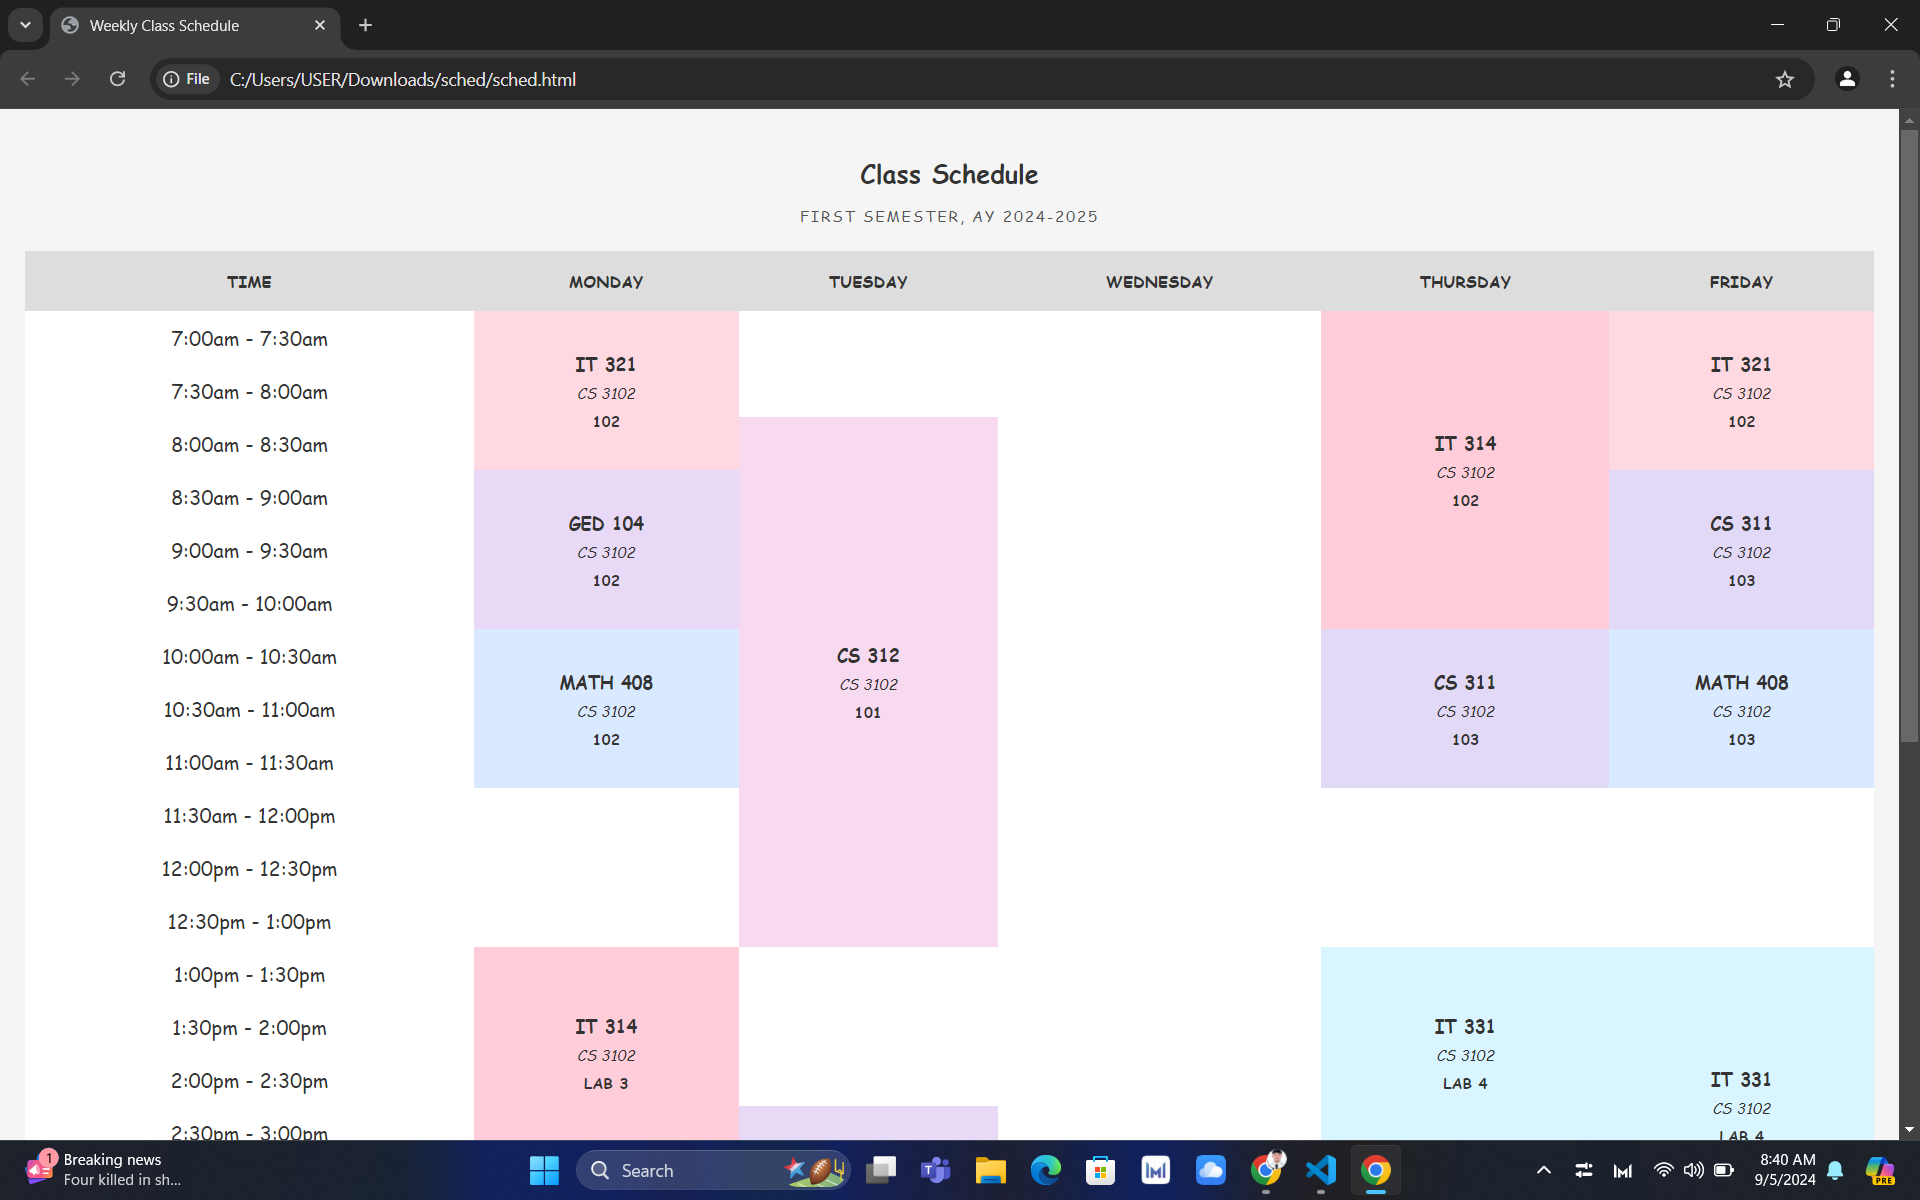 Weekly Class Schedule
File C:/Users/USER/Downloads/sched/sched.html
Class Schedule
FIRST SEMESTER, AY 2024-2025
TIME MONDAY TUESDAY WEDNESDAY THURSDAY FRIDAY
7:00am - 7:30am
7:30am - 8:00am
8:00am - 8:30am
8:30am - 9:00am
9:00am - 9:30am
9:30am - 10:00am
10:00am - 10:30am
10:30am - 11:00am
11:00am - 11:30am
11:30am - 12:00pm
12:00pm - 12:30pm
12:30pm - 1:00pm
1:00pm - 1:30pm
1:30pm - 2:00pm
2:00pm - 2:30pm
2:30pm - 3:00pm
IT 321
CS 3102
102
GED 104
CS 3102
102
MATH 408
CS 3102
102
IT 314
CS 3102
LAB 3
CS 312
CS 3102
101
IT 314
CS 3102
102
CS 311
CS 3102
103
IT 331
CS 3102
LAB 4
IT 321
CS 3102
102
CS 311
CS 3102
103
MATH 408
CS 3102
103
IT 331
CS 3102
LAB 4
1
Breaking news
Four killed in sh...
Search
PRE
8:40 AM
9/5/2024